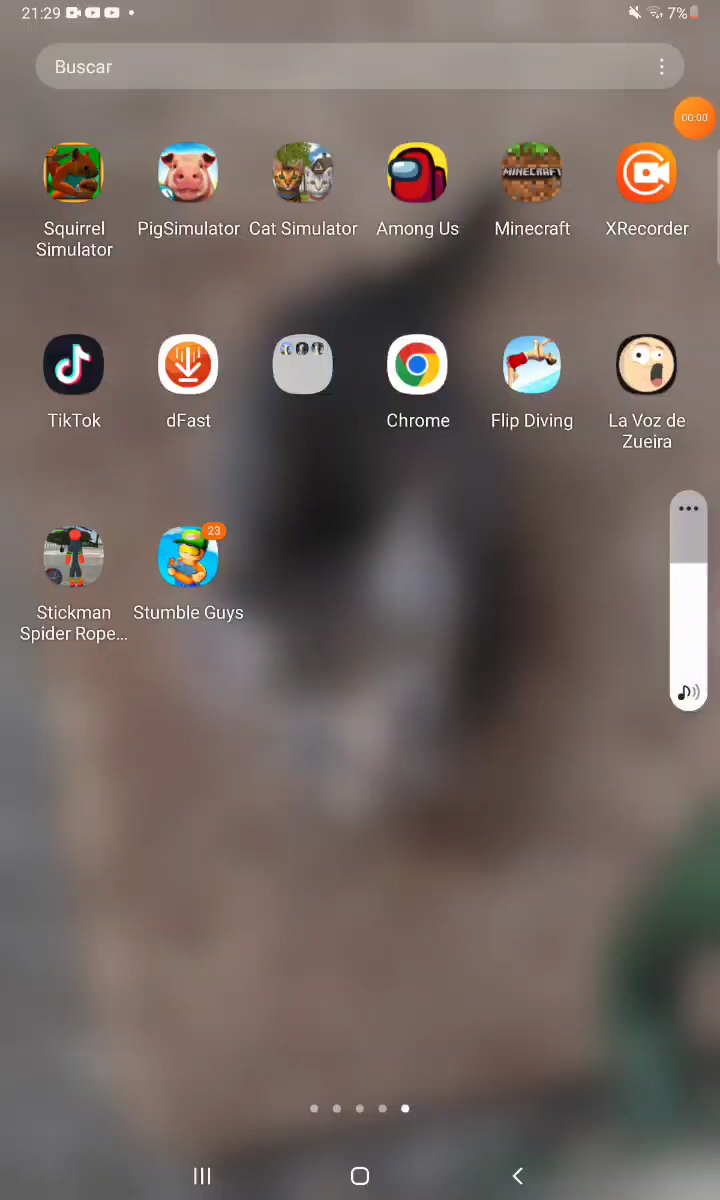 21:29
7%
Buscar
00:00
MINECRAFT
Squirrel Simulator
PigSimulator
Cat Simulator
Among Us
Minecraft
XRecorder
TikTok
dFast
Chrome
Flip Diving
La Voz de Zueira
23
Stickman Spider Rope...
Stumble Guys